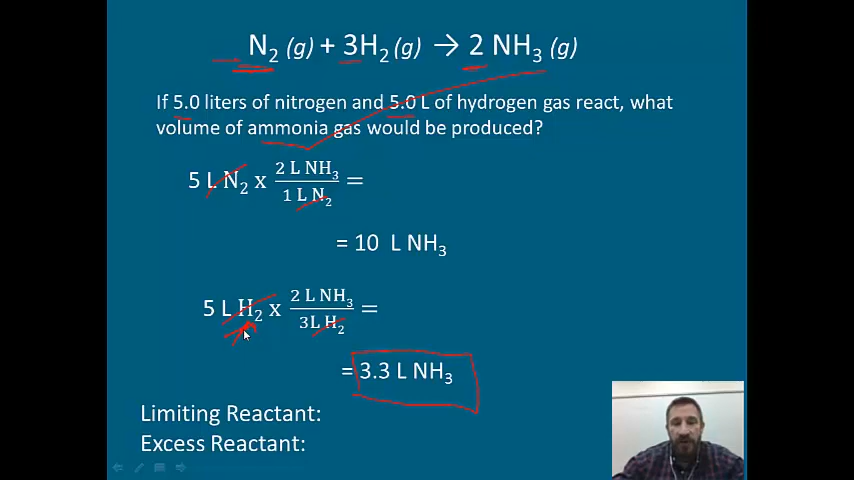 N₂ (g) + 3H₂ (g) → 2 NH₃ (g)
If 5.0 liters of nitrogen and 5.0 L of hydrogen gas react, what
volume of ammonia gas would be produced?
5 L N₂ x 2 L NH₃ / 1 L N₂ =
= 10 L NH₃
5 L H₂ x 2 L NH₃ / 3L H₂ =
= 3.3 L NH₃
Limiting Reactant:
Excess Reactant: